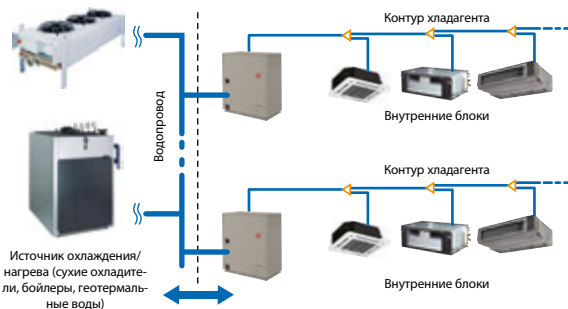 Контур хладагента
Внутренние блоки
Водопровод
Контур хладагента
Внутренние блоки
Источник охлаждения/
нагрева (сухие охладите-
ли, бойлеры, геотермаль-
ные воды)